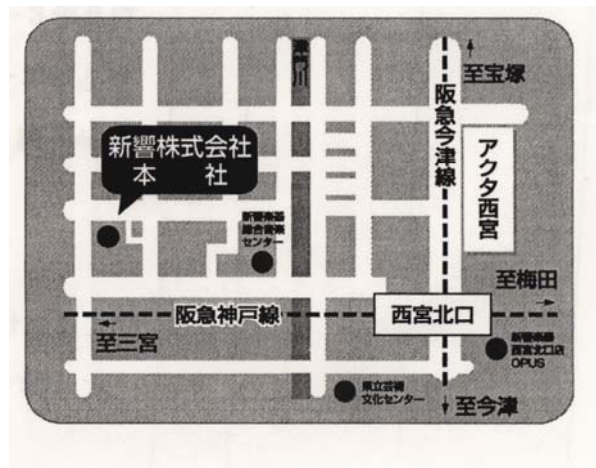 津門川
至宝塚
阪急今津線
アクタ西宮
新響株式会社
本 社
新響楽器
総合音楽
センター
至梅田
阪急神戸線
西宮北口
至三宮
新響楽器
西宮北口店
OPUS
県立芸術
文化センター
至今津